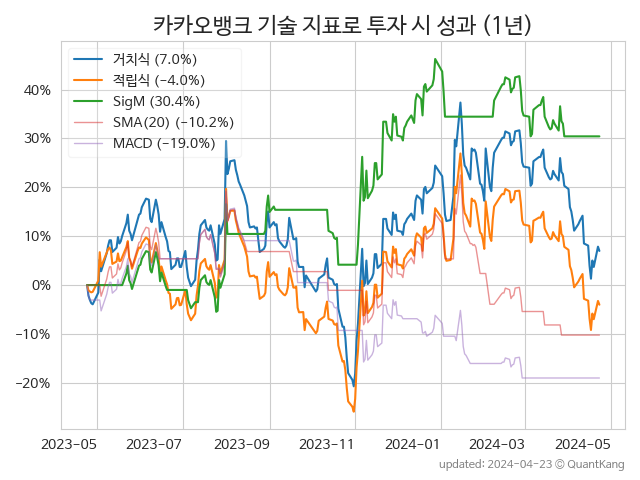 카카오뱅크 기술 지표로 투자 시 성과 (1년)
거치식 (7.0%)
적립식 (−4.0%)
SigM (30.4%)
SMA(20) (−10.2%)
MACD (−19.0%)
40%
30%
20%
10%
0%
−10%
−20%
2023-05 2023-07 2023-09 2023-11 2024-01 2024-03 2024-05
updated: 2024-04-23 © QuantKang